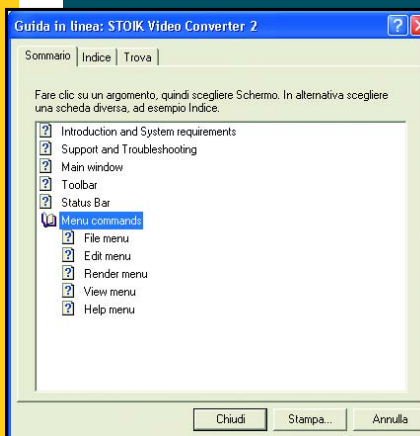 Guida in linea: STOIK Video Converter 2
Sommario Indice Trova
Fare clic su un argomento, quindi scegliere Schermo. In alternativa scegliere
una scheda diversa, ad esempio Indice.
Introduction and System requirements
Support and Troubleshooting
Main window
Toolbar
Status Bar
Menu commands
File menu
Edit menu
Render menu
View menu
Help menu
Chiudi Stampa... Annulla